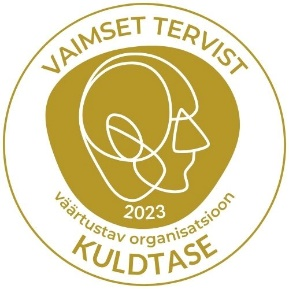 VAIMSET TERVIST
2023
väärtustav organisatsioon
KULDTASE